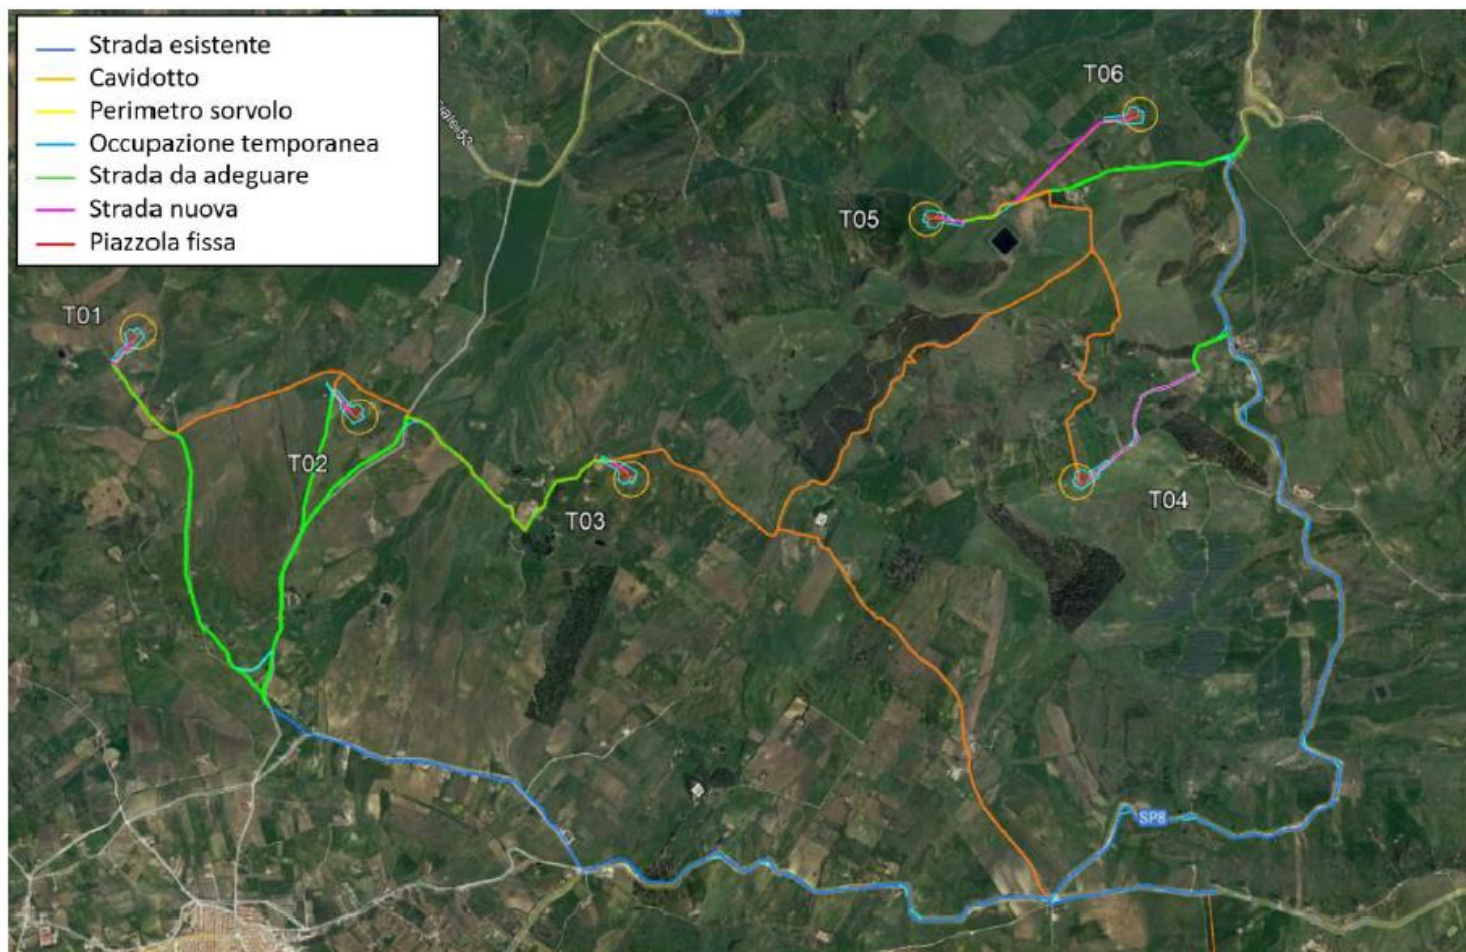 Strada esistente
Cavidotto
Perimetro sorvolo
Occupazione temporanea
Strada da adeguare
Strada nuova
Piazzola fissa
T06
T05
T01
T02
T03
T04
SP8